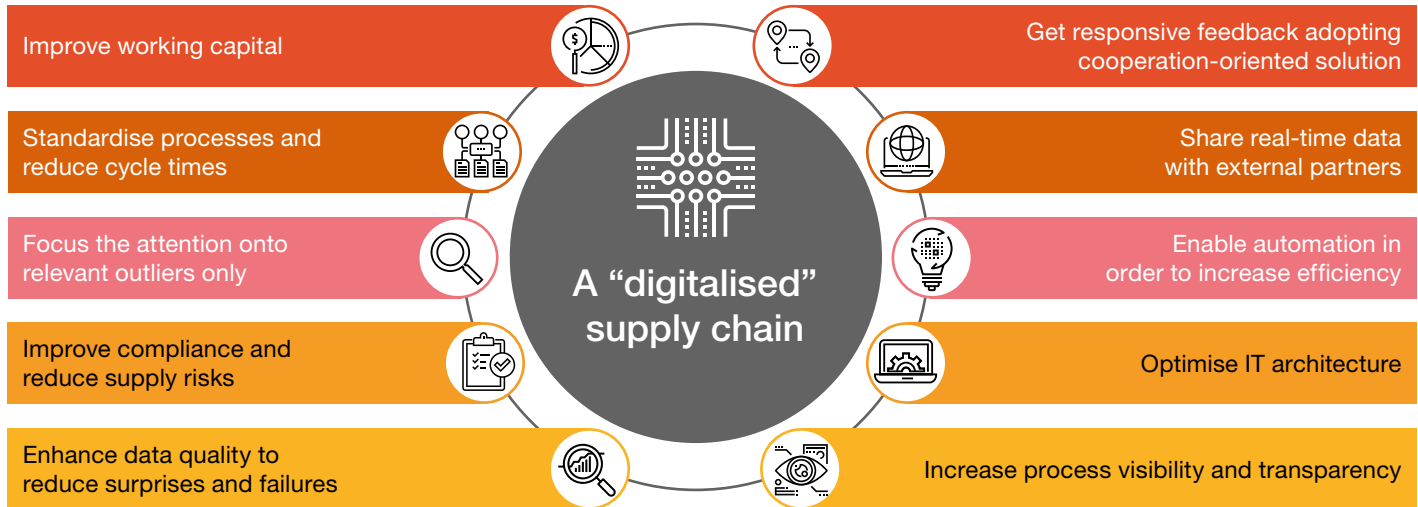 Improve working capital
Standardise processes and
reduce cycle times
Focus the attention onto
relevant outliers only
Improve compliance and
reduce supply risks
Enhance data quality to
reduce surprises and failures
A “digitalised”
supply chain
Get responsive feedback adopting
cooperation-oriented solution
Share real-time data
with external partners
Enable automation in
order to increase efficiency
Optimise IT architecture
Increase process visibility and transparency